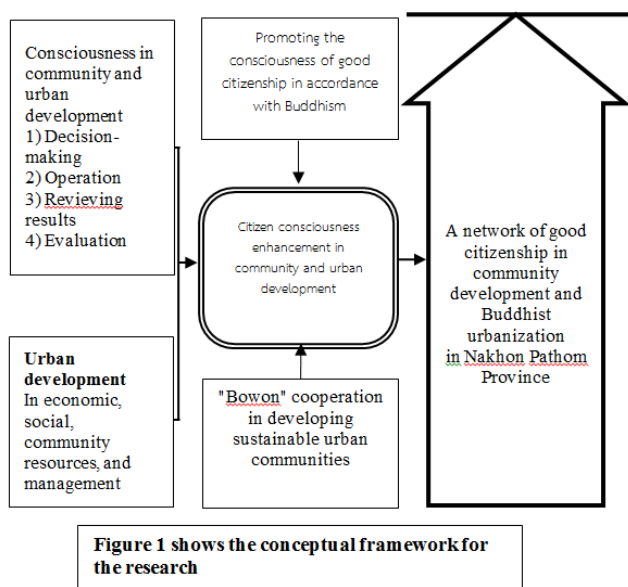 Consciousness in
community and
urban
development
1) Decision-
making
2) Operation
3) Revieving
results
4) Evaluation
Urban
development
In economic,
social,
community
resources, and
management
Promoting the
consciousness of good
citizenship in accordance
with Buddhism
Citizen consciousness
enhancement in
community and urban
development
"Bowon" cooperation
in developing
sustainable urban
communities
A network of good
citizenship in
community
development and
Buddhist
urbanization
in Nakhon Pathom
Province
Figure 1 shows the conceptual framework for
the research